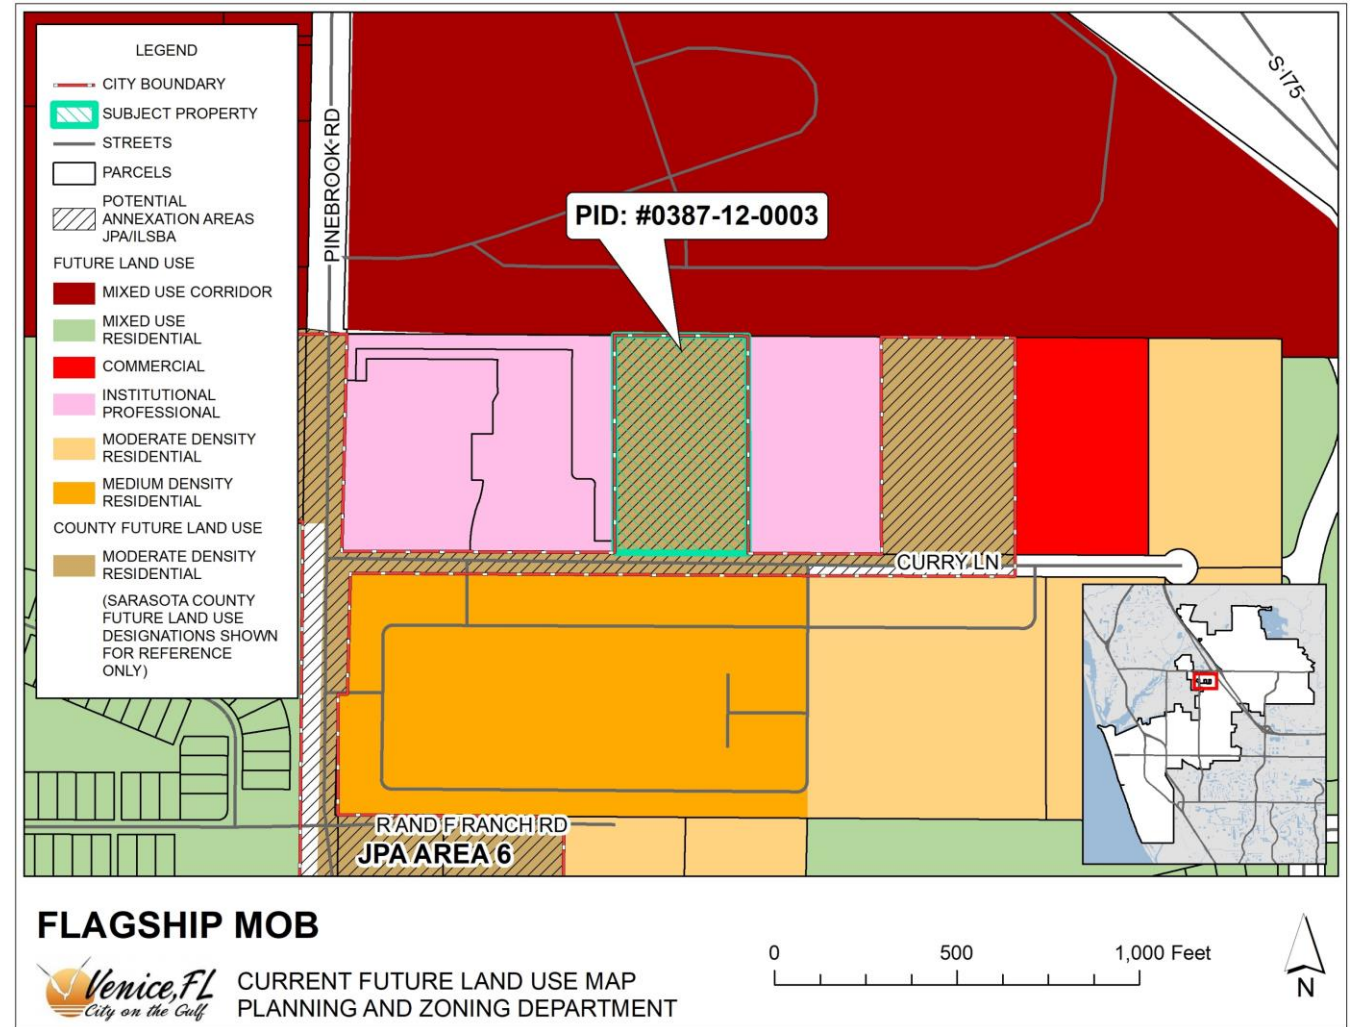 LEGEND
CITY BOUNDARY
SUBJECT PROPERTY
STREETS
PARCELS
POTENTIAL
ANNEXATION AREAS
JPA/ILSBA
FUTURE LAND USE
MIXED USE CORRIDOR
MIXED USE
RESIDENTIAL
COMMERCIAL
INSTITUTIONAL
PROFESSIONAL
MODERATE DENSITY
RESIDENTIAL
MEDIUM DENSITY
RESIDENTIAL
COUNTY FUTURE LAND USE
MODERATE DENSITY
RESIDENTIAL
(SARASOTA COUNTY
FUTURE LAND USE
DESIGNATIONS SHOWN
FOR REFERENCE
ONLY)
PINEBROOK RD
S I75
PID: #0387-12-0003
CURRY LN
R AND F RANCH RD
JPA AREA 6
FLAGSHIP MOB
Venice, FL
City on the Gulf
CURRENT FUTURE LAND USE MAP
PLANNING AND ZONING DEPARTMENT
0 500 1,000 Feet
N